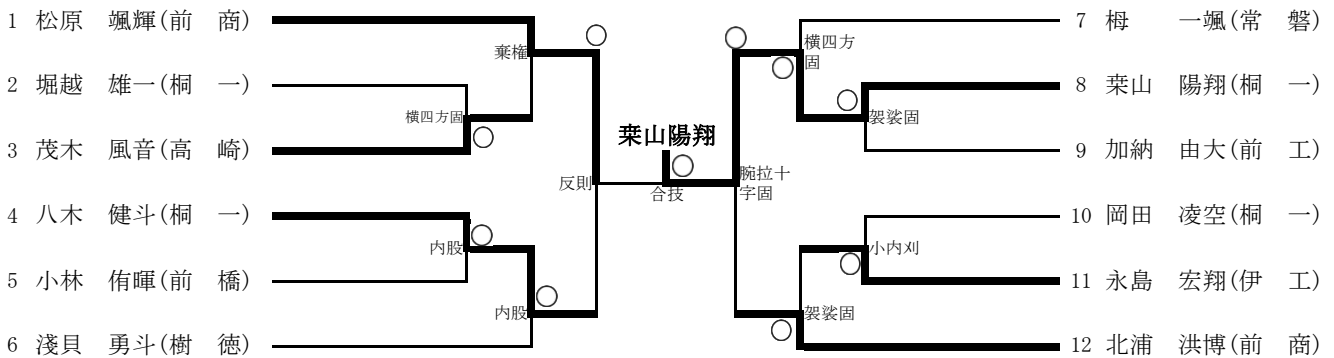 1 松原 颯輝(前 商)
2 堀越 雄一(桐 一)
3 茂木 風音(高 崎)
4 八木 健斗(桐 一)
5 小林 侑暉(前 橋)
6 淺貝 勇斗(樹 徳)
棄権
横四方固
内股
内股
反則
桒山陽翔
合技
腕拉十
字固
横四方
固
袈裟固
小内刈
袈裟固
7 栂 一颯(常 磐)
8 桒山 陽翔(桐 一)
9 加納 由大(前 工)
10 岡田 凌空(桐 一)
11 永島 宏翔(伊 工)
12 北浦 洪博(前 商)